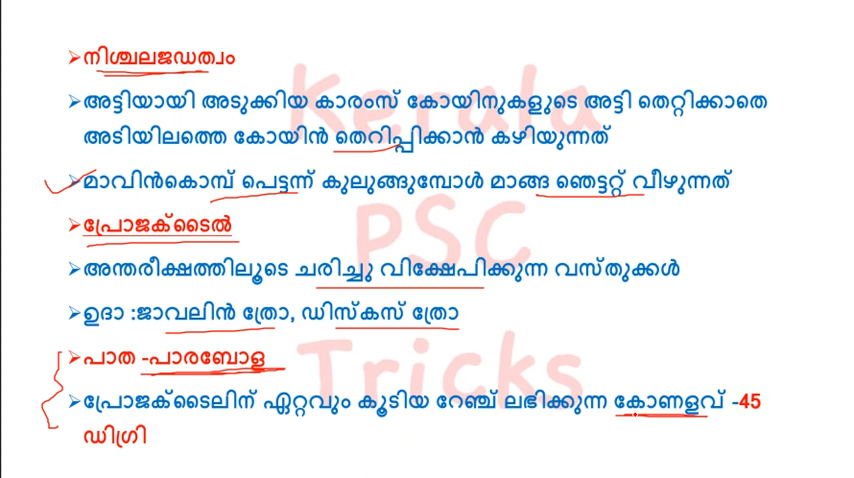 ➢നിശ്ചലജഡത്വം
➢അട്ടിയായി അടുക്കിയ കാരംസ് കോയിനുകളുടെ അട്ടി തെറ്റിക്കാതെ
അടിയിലത്തെ കോയിൻ തെറിപ്പിക്കാൻ കഴിയുന്നത്
➢മാവിൻകൊമ്പ് പെട്ടന്ന് കുലുങ്ങുമ്പോൾ മാങ്ങ ഞെട്ടറ്റ് വീഴുന്നത്
➢പ്രോജക്ടൈൽ
➢അന്തരീക്ഷത്തിലൂടെ ചരിച്ചു വിക്ഷേപിക്കുന്ന വസ്തുക്കൾ
➢ഉദാ :ജാവലിൻ ത്രോ, ഡിസ്കസ് ത്രോ
➢പാത -പാരബോള
➢പ്രോജക്ടൈലിന് ഏറ്റവും കൂടിയ റേഞ്ച് ലഭിക്കുന്ന കോണളവ് -45
ഡിഗ്രി
Kerala
PSC
Tricks